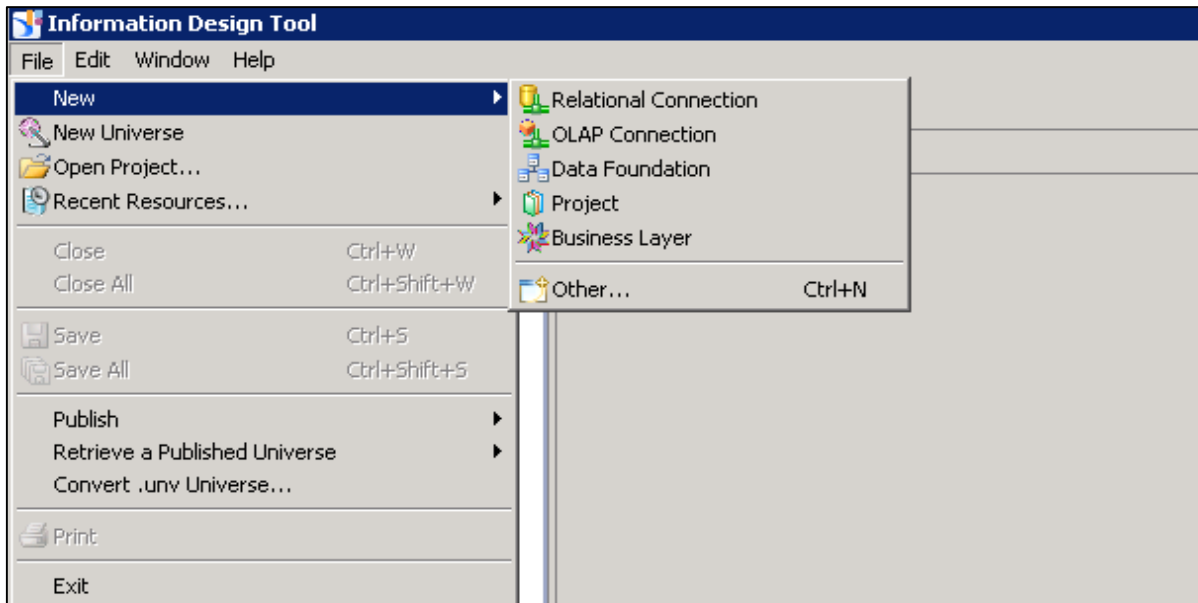 Information Design Tool
File Edit Window Help
New
New Universe
Open Project...
Recent Resources...
Close Ctrl+W
Close All Ctrl+Shift+W
Save Ctrl+S
Save All Ctrl+Shift+S
Publish
Retrieve a Published Universe
Convert .unv Universe...
Print
Exit
Relational Connection
OLAP Connection
Data Foundation
Project
Business Layer
Other... Ctrl+N